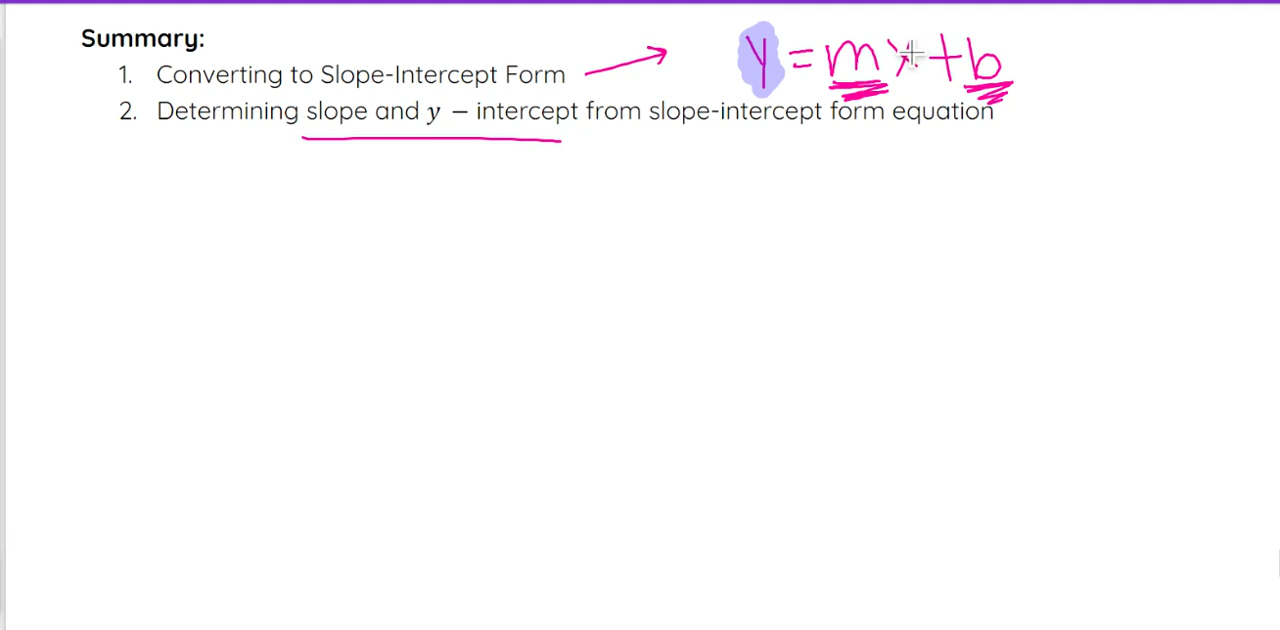 Summary:
1. Converting to Slope-Intercept Form
y = mx + b
2. Determining slope and y – intercept from slope-intercept form equation